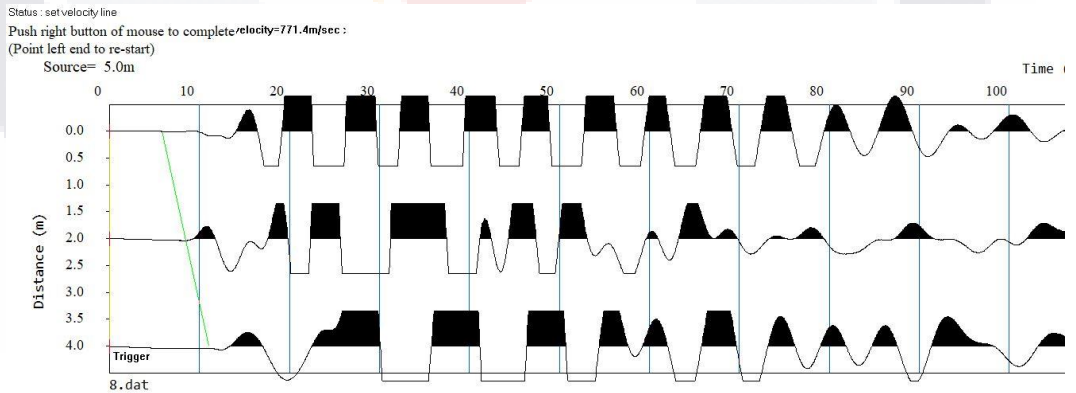 Status : set velocity line
Push right button of mouse to complete velocity=771.4m/sec :
(Point left end to re-start)
Source= 5.0m
Time (
0 10 20 30 40 50 60 70 80 90 100
0.0
0.5
1.0
1.5
2.0
2.5
3.0
3.5
4.0
Distance (m)
Trigger
8.dat